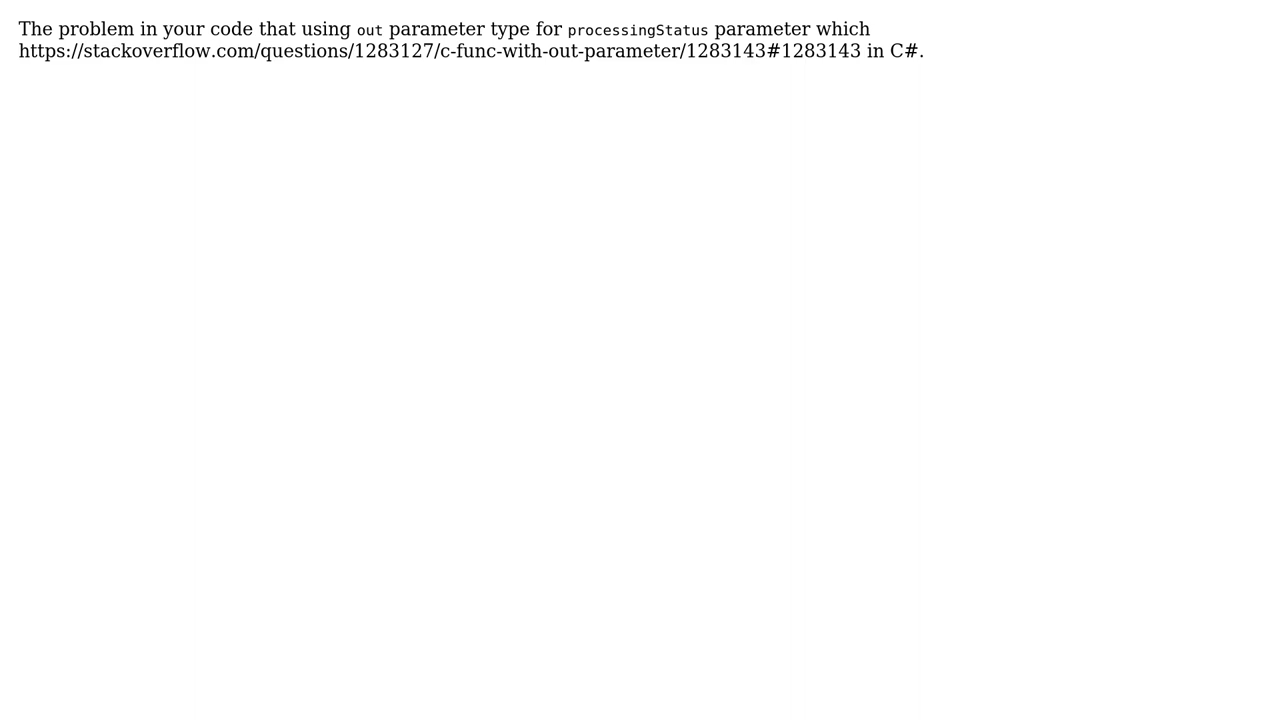 The problem in your code that using out parameter type for processingStatus parameter which
https://stackoverflow.com/questions/1283127/c-func-with-out-parameter/1283143#1283143 in C#.